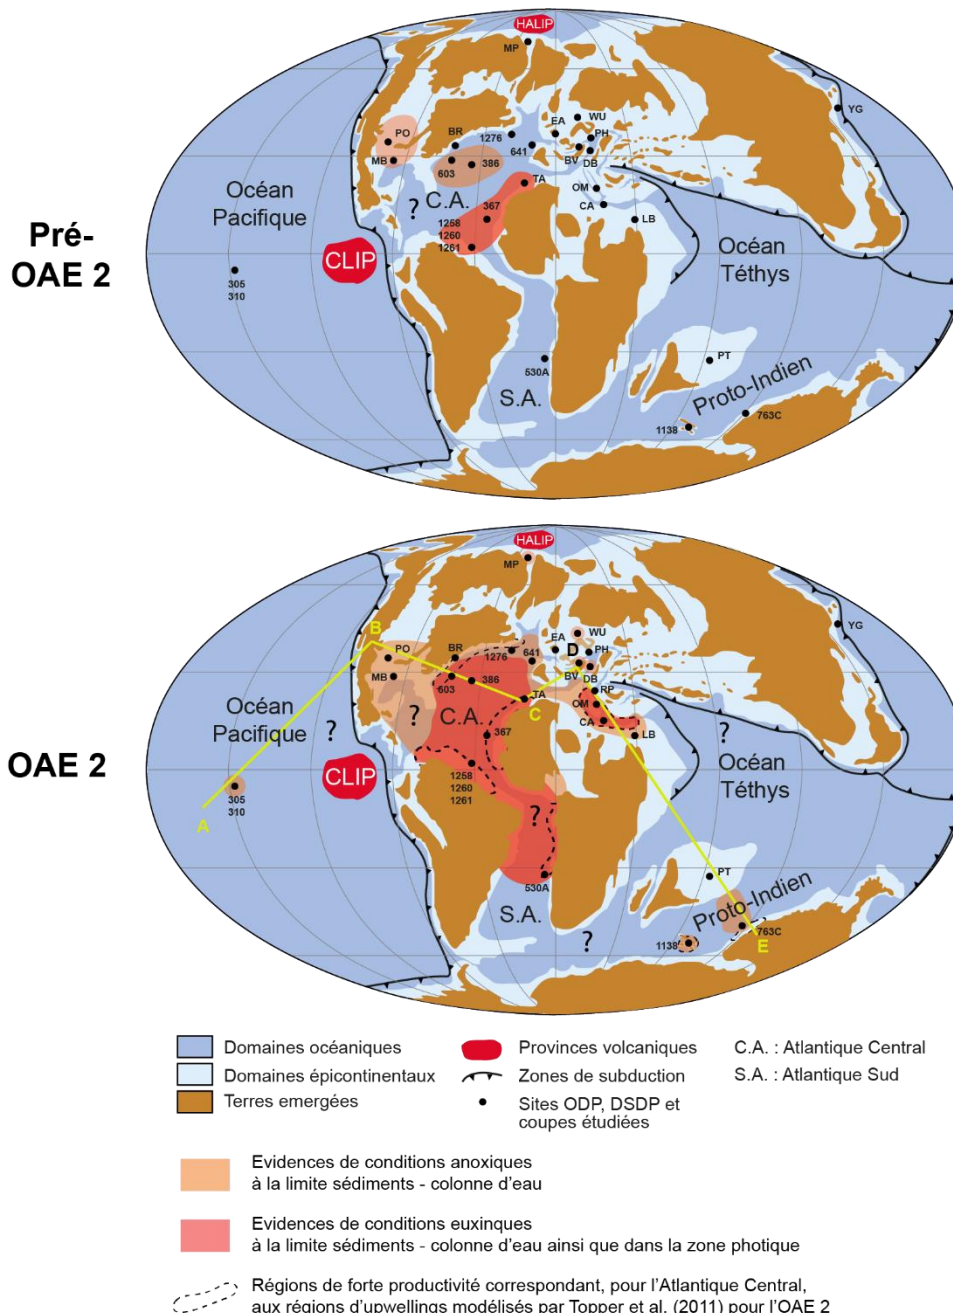 HALIP
MP
YG
WU
EA
PH
PO
BR
1276
641
BV
DB
MB
603
386
TA
OM
Océan
Pacifique
?
C.A.
367
CA
LB
Pré-
OAE 2
1258
1260
1261
CLIP
Océan
Téthys
305
310
530A
PT
S.A.
Proto-Indien
763C
1138
HALIP
MP
YG
B
EA
WU
D
PH
PO
BR
1276
641
BV
DB
MB
603
386
TA
RP
C
OM
Océan
Pacifique
?
?
C.A.
367
CA
LB
?
OAE 2
CLIP
Océan
Téthys
1258
1260
1261
305
310
A
?
530A
PT
S.A.
Proto-Indien
763C
E
?
1138
Domaines océaniques
Provinces volcaniques
C.A. : Atlantique Central
Domaines épicontinentaux
Zones de subduction
S.A. : Atlantique Sud
Terres emergées
Sites ODP, DSDP et
coupes étudiées
Evidences de conditions anoxiques
à la limite sédiments - colonne d'eau
Evidences de conditions euxinques
à la limite sédiments - colonne d'eau ainsi que dans la zone photique
Régions de forte productivité correspondant, pour l'Atlantique Central,
aux régions d'upwellings modélisés par Topper et al. (2011) pour l'OAE 2